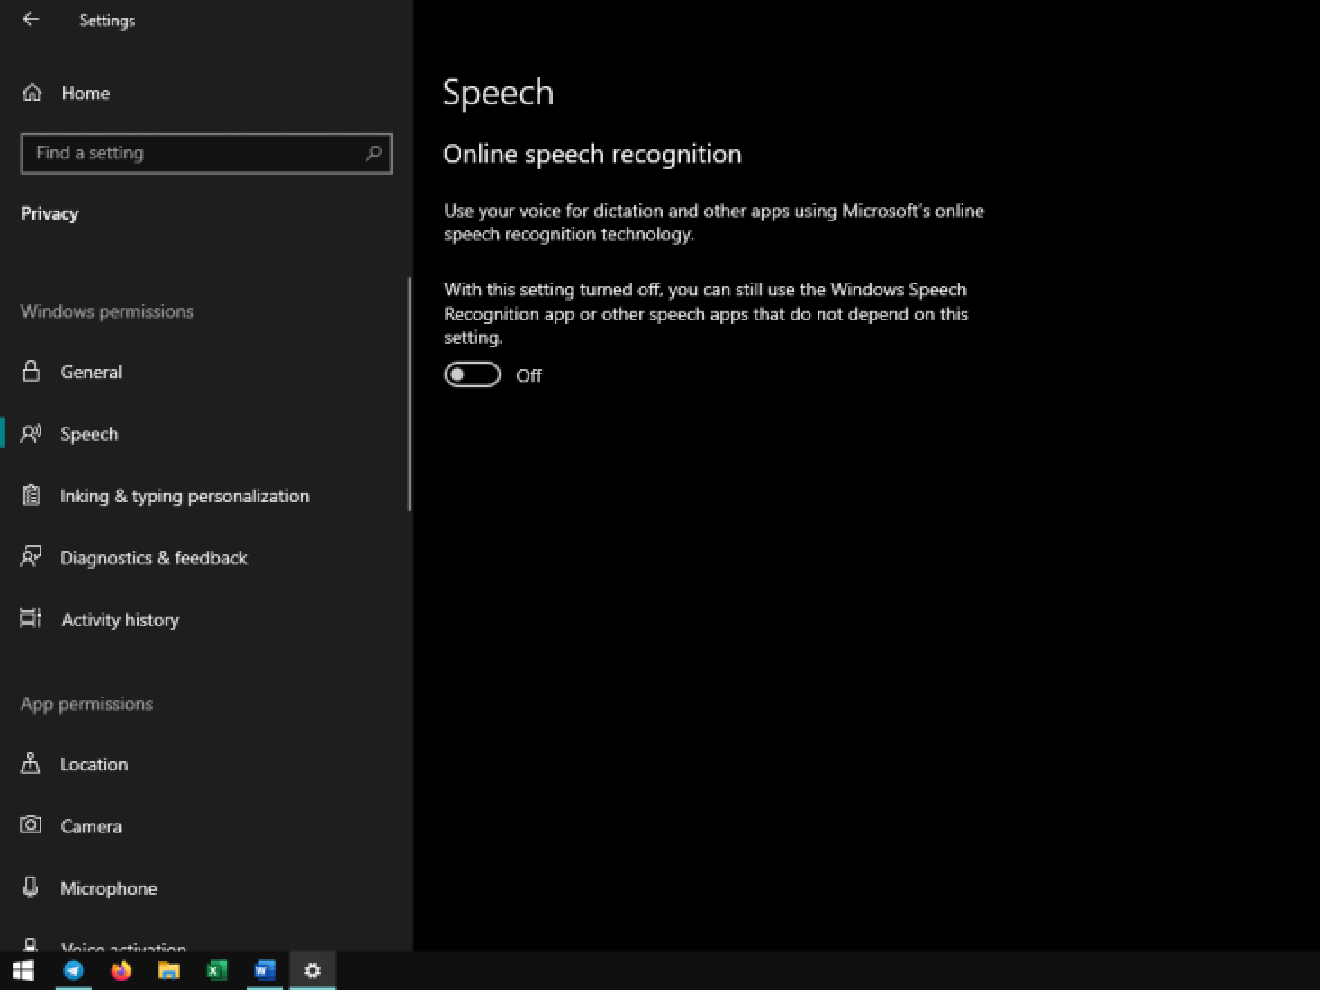 Settings
Home
Find a setting
Privacy
Windows permissions
General
Speech
Inking & typing personalization
Diagnostics & feedback
Activity history
App permissions
Location
Camera
Microphone
Voice activation
Speech
Online speech recognition
Use your voice for dictation and other apps using Microsoft's online
speech recognition technology.
With this setting turned off, you can still use the Windows Speech
Recognition app or other speech apps that do not depend on this
setting.
Off